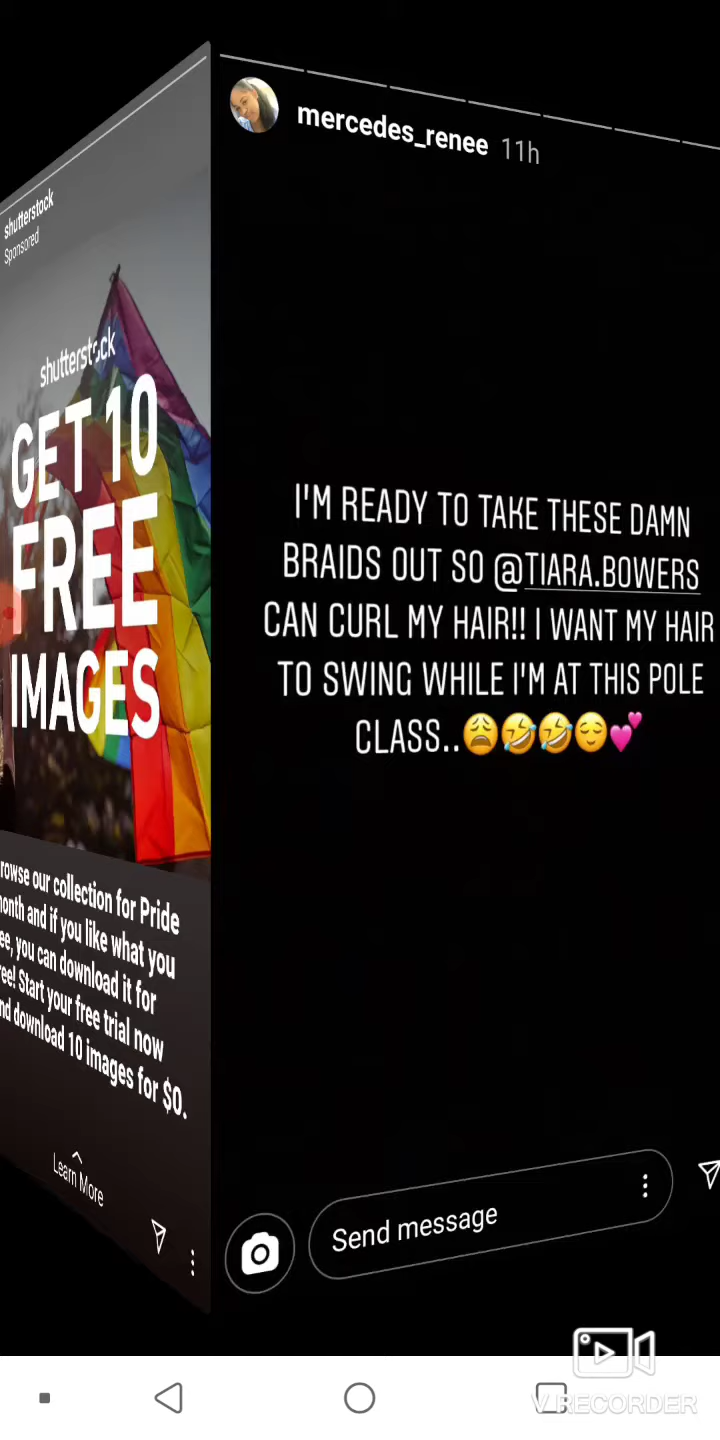 shutterstock
Sponsored
shutterstock
GET 10
FREE
IMAGES
rowse our collection for Pride
onth and if you like what you
ee, you can download it for
ree! Start your free trial now
nd download 10 images for $0.
Learn More
mercedes_renee 11h
I'M READY TO TAKE THESE DAMN
BRAIDS OUT SO @TIARA.BOWERS
CAN CURL MY HAIR!! I WANT MY HAIR
TO SWING WHILE I'M AT THIS POLE
CLASS..😩🤣🤣😌💕
Send message
V.RECORDER